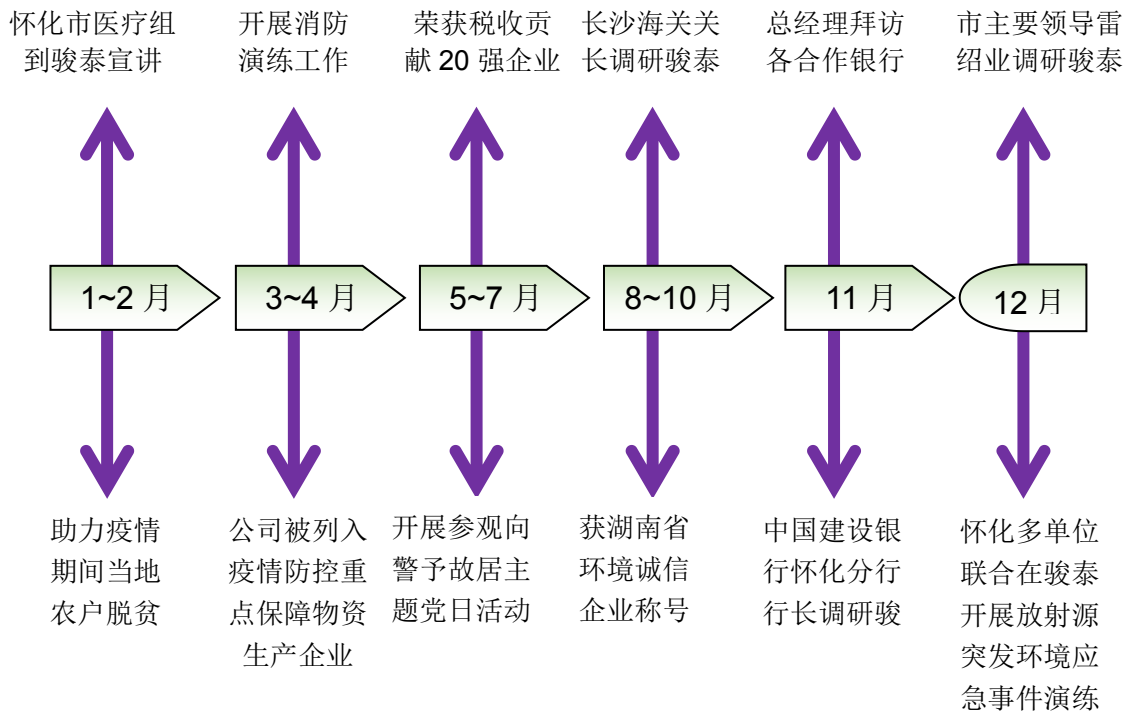 怀化市医疗组
到骏泰宣讲
开展消防
演练工作
荣获税收贡
献 20 强企业
长沙海关关
长调研骏泰
总经理拜访
各合作银行
市主要领导雷
绍业调研骏泰
1~2 月
3~4 月
5~7 月
8~10 月
11 月
12 月
助力疫情
期间当地
农户脱贫
公司被列入
疫情防控重
点保障物资
生产企业
开展参观向
警予故居主
题党日活动
获湖南省
环境诚信
企业称号
中国建设银
行怀化分行
行长调研骏
怀化多单位
联合在骏泰
开展放射源
突发环境应
急事件演练